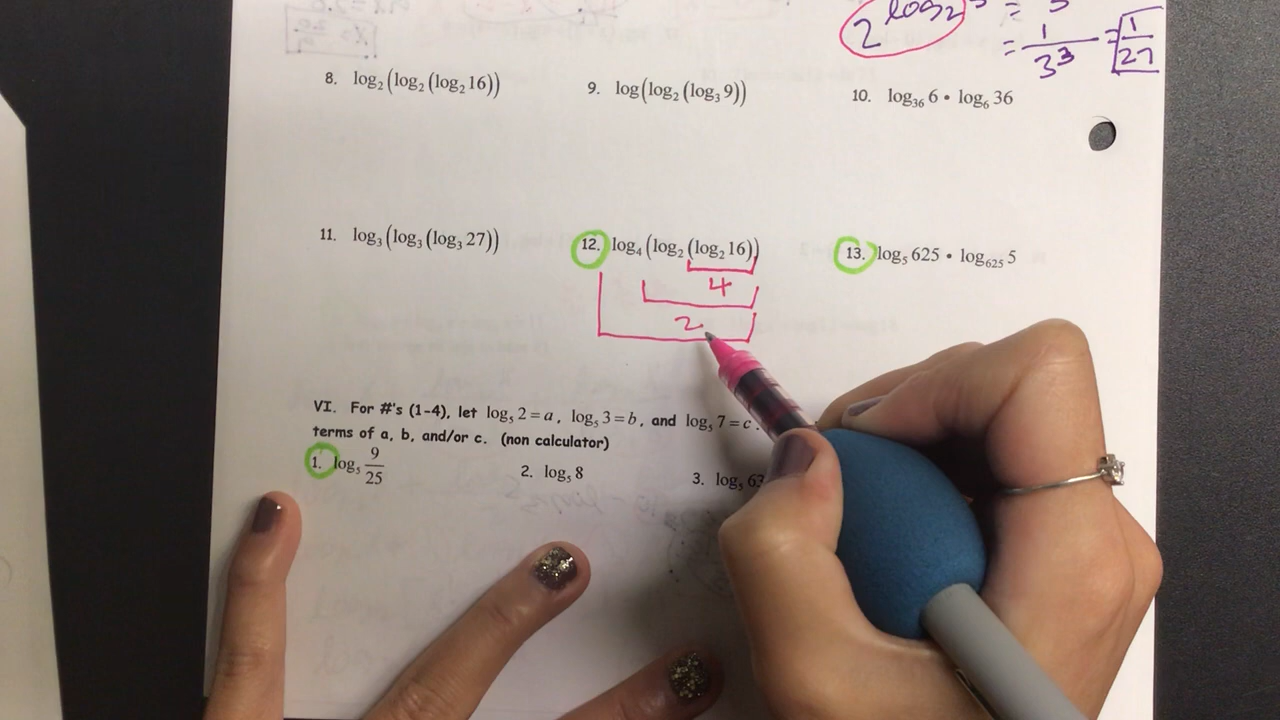 2^log₂ = 3
= 1/3³ = 1/27
8. log₂(log₂(log₂16)) 9. log(log₂(log₃9)) 10. log₃₆6 • log₆36
11. log₃(log₃(log₃27)) 12. log₄(log₂(log₂16)) 13. log₅625 • log₆₂₅5
4
2
VI. For #'s (1-4), let log₅2=a, log₅3=b, and log₅7=c.
terms of a, b, and/or c. (non calculator)
1. log₅ 9/25 2. log₅8 3. log₅63